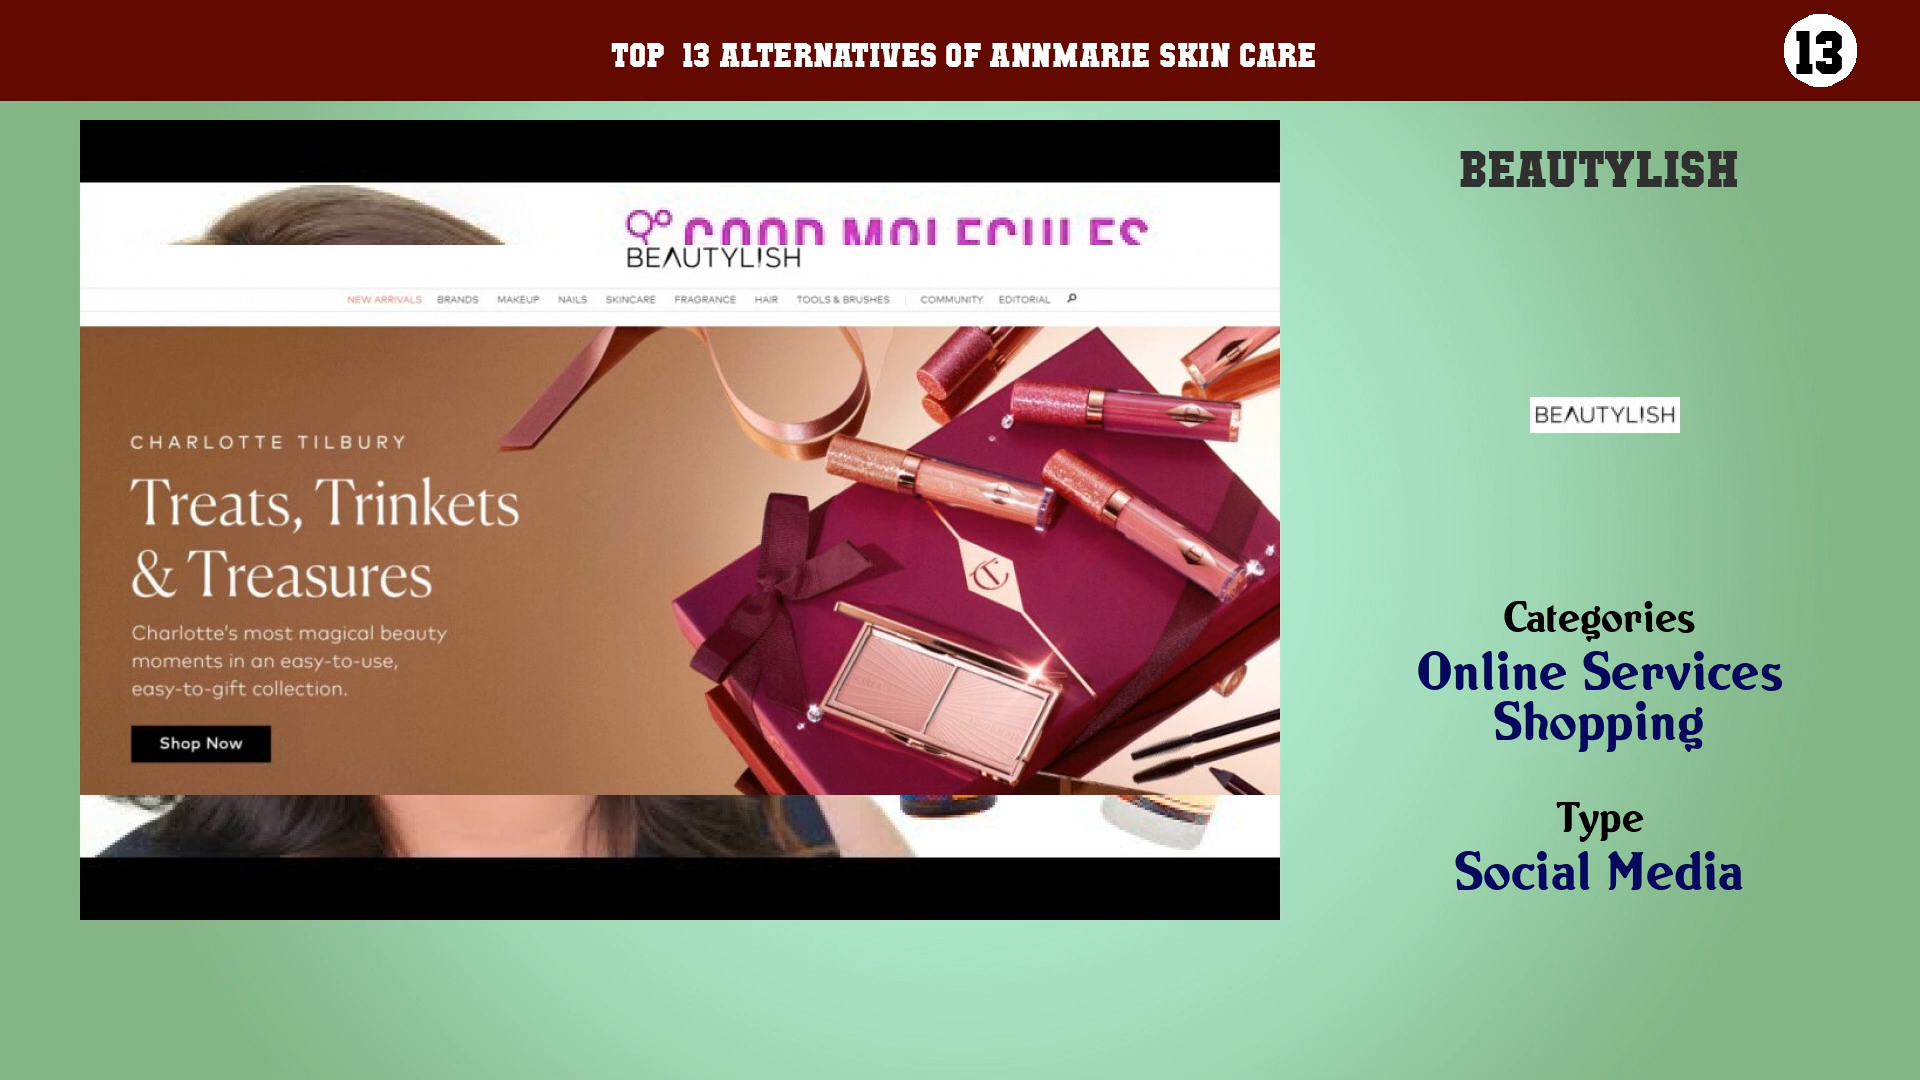 TOP 13 ALTERNATIVES OF ANNMARIE SKIN CARE
13
BEAUTYLISH
GOOD MOLECULES
BEAUTYLISH
NEW ARRIVALS BRANDS MAKEUP NAILS SKINCARE FRAGRANCE HAIR TOOLS & BRUSHES COMMUNITY EDITORIAL
CHARLOTTE TILBURY
Treats, Trinkets
& Treasures
Charlotte's most magical beauty
moments in an easy-to-use,
easy-to-gift collection.
Shop Now
BEAUTYLISH
Categories
Online Services
Shopping
Type
Social Media